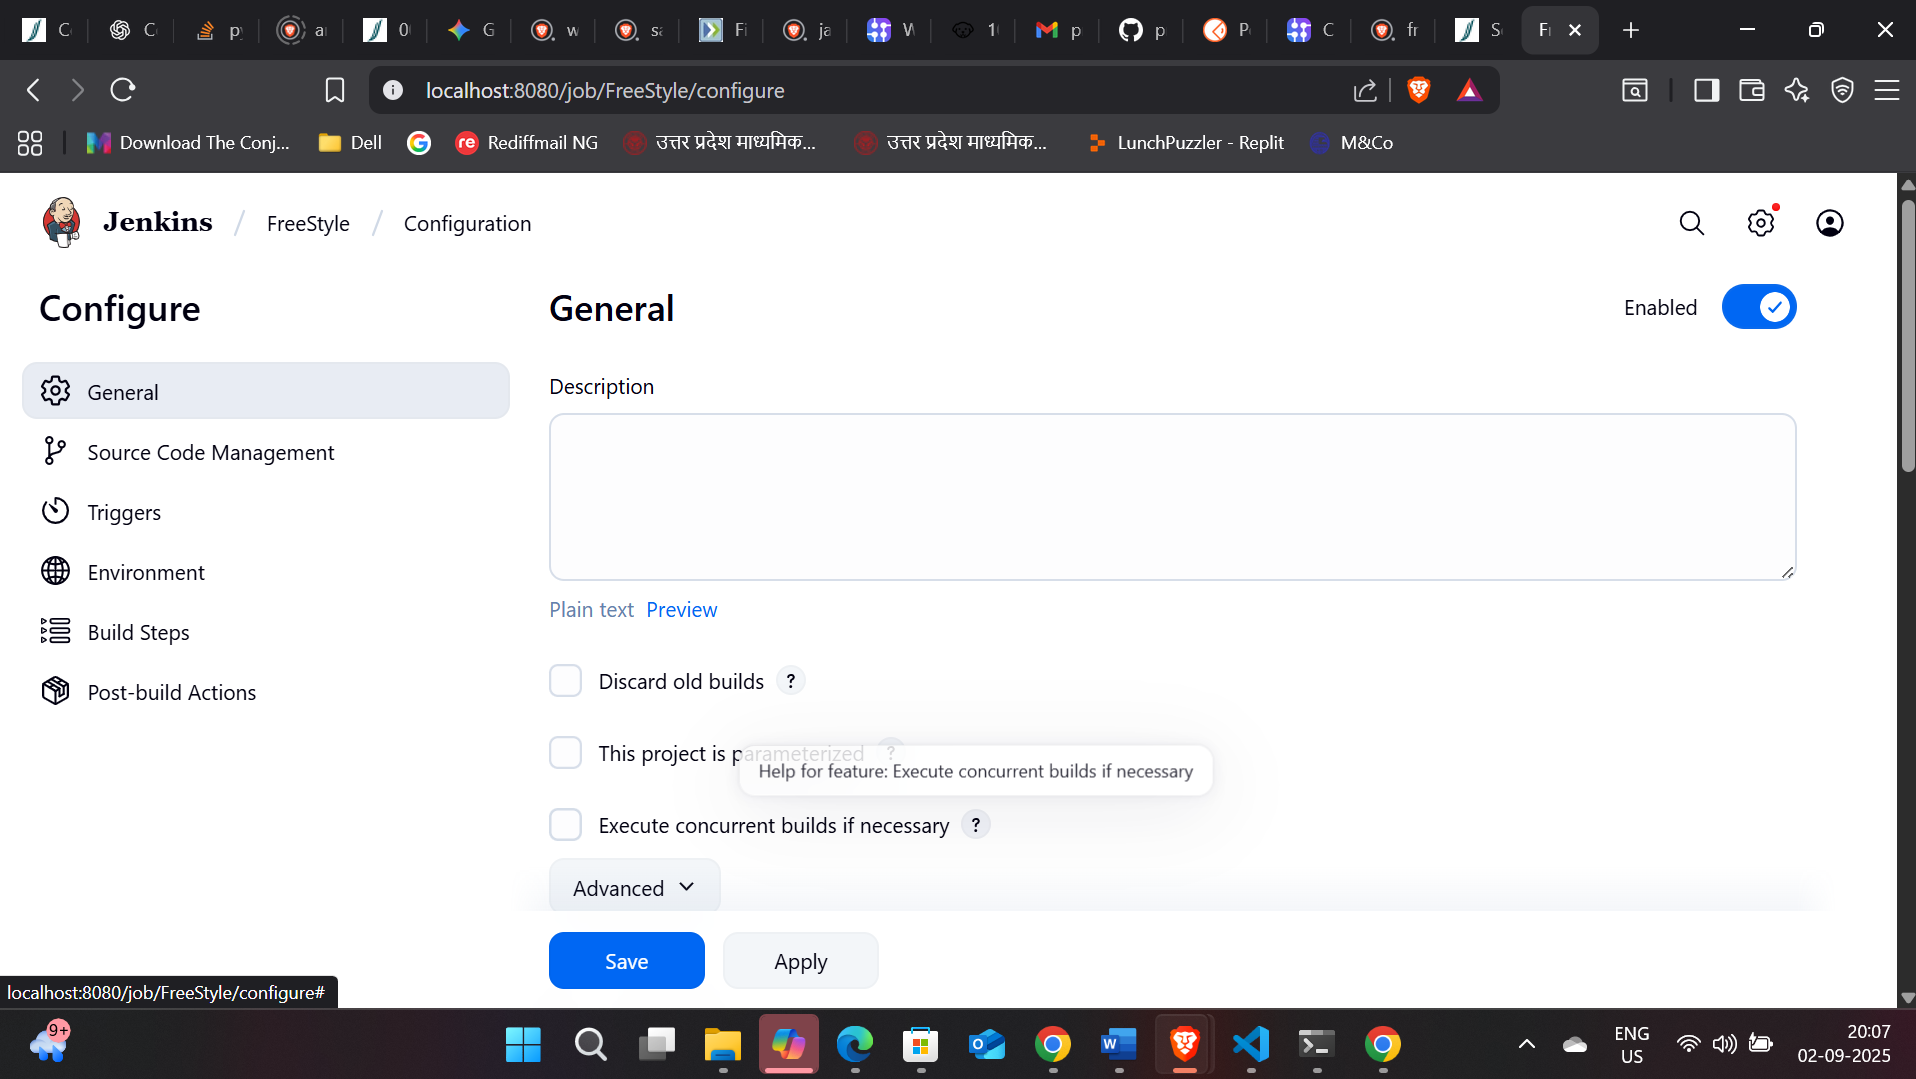 localhost:8080/job/FreeStyle/configure
Download The Conj...
Dell
Rediffmail NG
उत्तर प्रदेश माध्यमिक...
उत्तर प्रदेश माध्यमिक...
LunchPuzzler - Replit
M&Co
Jenkins / FreeStyle / Configuration
Configure
General
Source Code Management
Triggers
Environment
Build Steps
Post-build Actions
General
Enabled
Description
Plain text Preview
Discard old builds ?
This project is parameterized ?
Help for feature: Execute concurrent builds if necessary
Execute concurrent builds if necessary ?
Advanced
Save
Apply
localhost:8080/job/FreeStyle/configure#
9+
ENG
US
20:07
02-09-2025